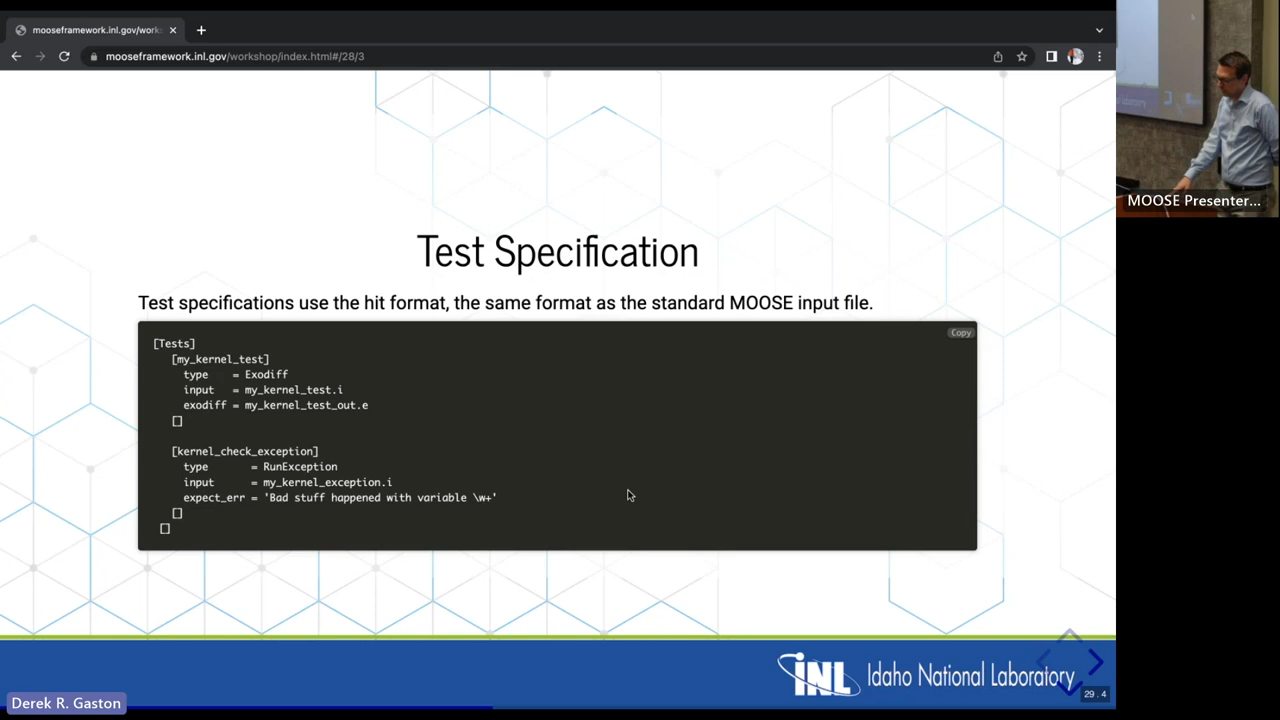 mooseframework.inl.gov/work
mooseframework.inl.gov/workshop/index.html#/28/3
MOOSE Presenter...
Test Specification
Test specifications use the hit format, the same format as the standard MOOSE input file.
Copy
[Tests]
[my_kernel_test]
type = Exodiff
input = my_kernel_test.i
exodiff = my_kernel_test_out.e
[]
[kernel_check_exception]
type = RunException
input = my_kernel_exception.i
expect_err = 'Bad stuff happened with variable \w+'
[]
[]
INL Idaho National Laboratory
29.4
Derek R. Gaston